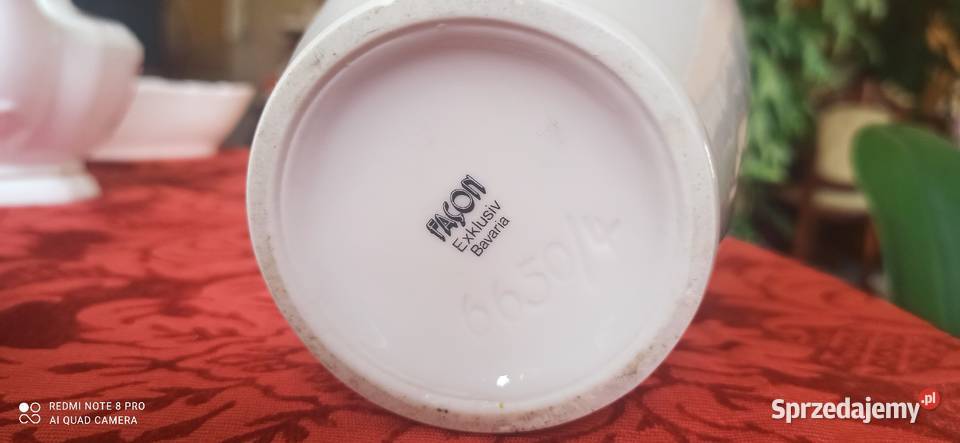 FAÇON
Exklusiv
Bavaria
6650/4
REDMI NOTE 8 PRO
AI QUAD CAMERA
Sprzedajemy.pl